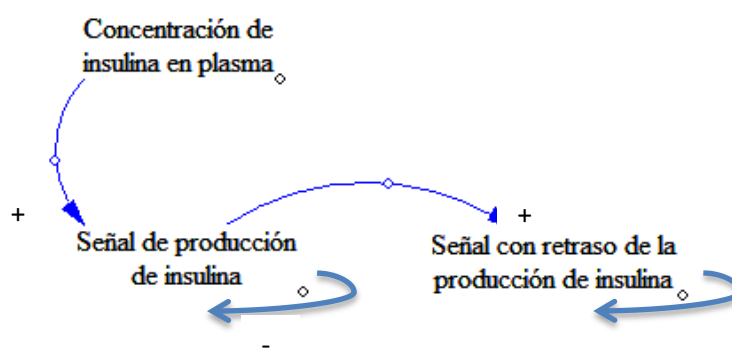 Concentración de
insulina en plasma
+
+
Señal de producción
de insulina
Señal con retraso de la
producción de insulina
-